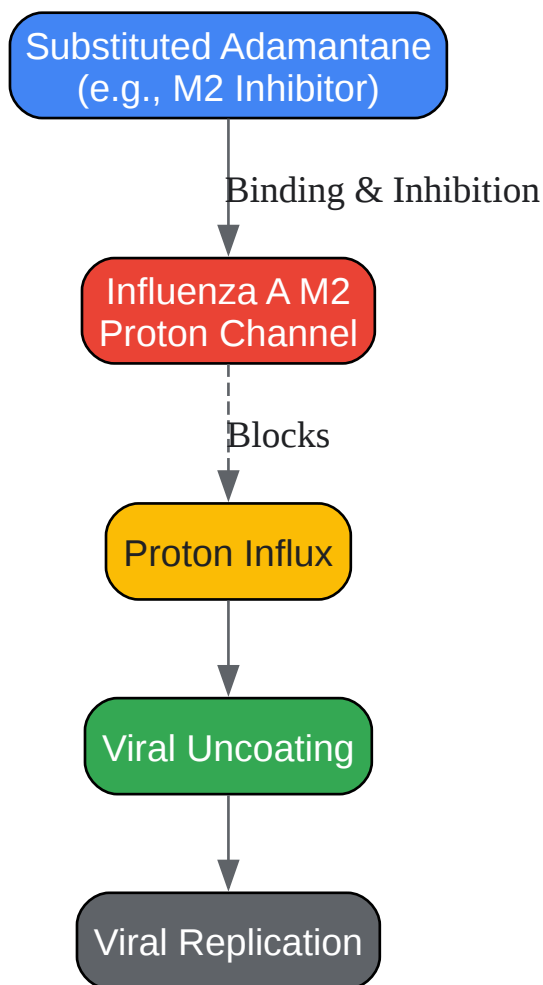 Substituted Adamantane
(e.g., M2 Inhibitor)
Binding & Inhibition
Influenza A M2
Proton Channel
Blocks
Proton Influx
Viral Uncoating
Viral Replication